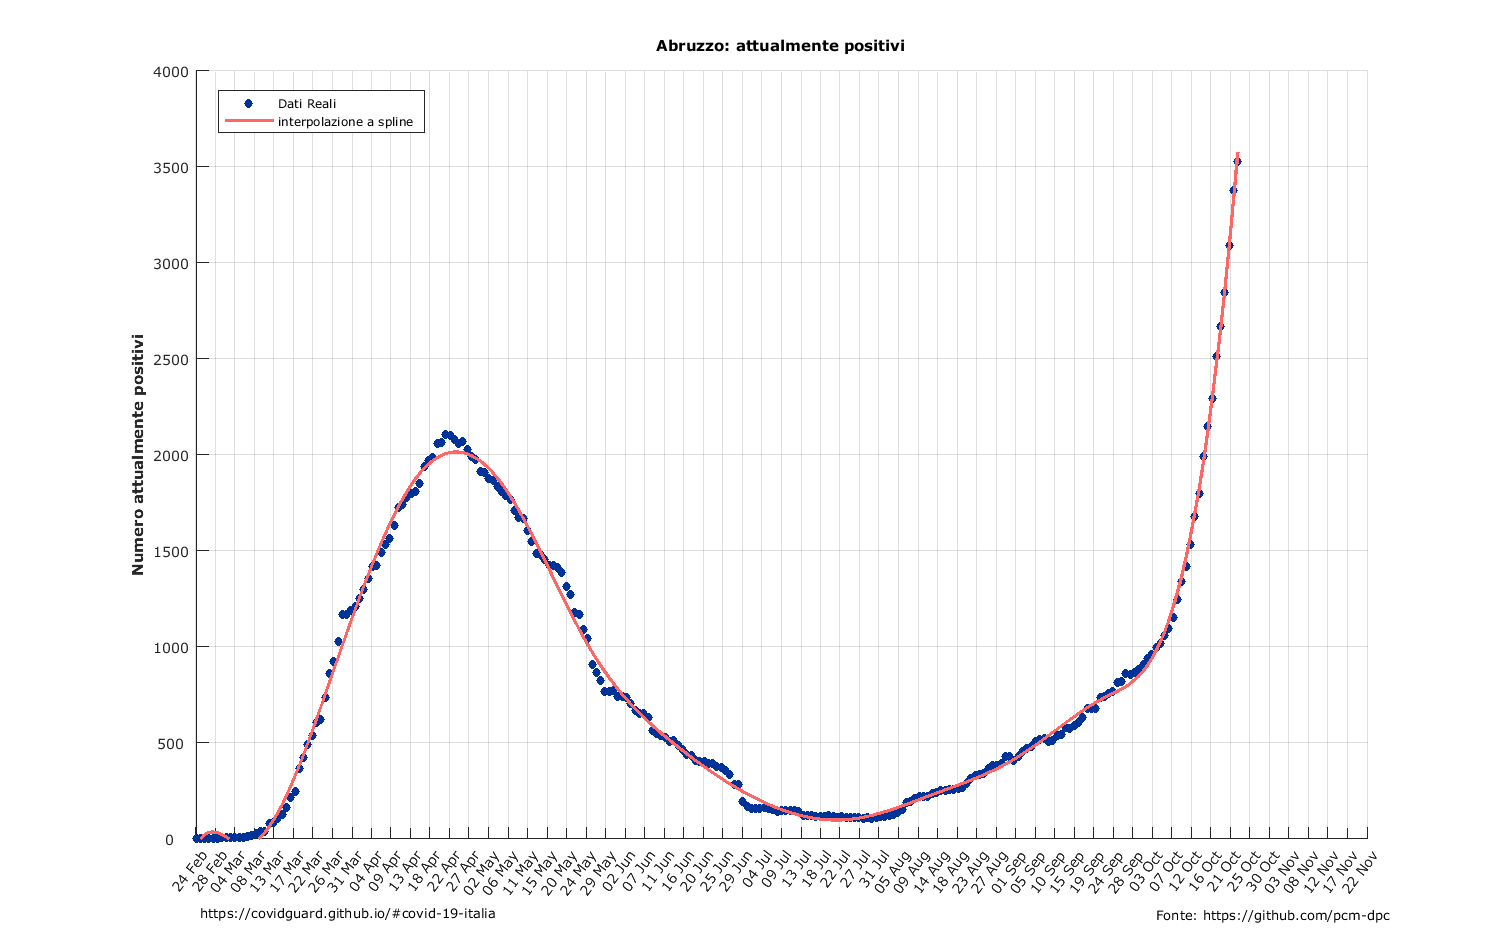 Abruzzo: attualmente positivi
4000
3500
3000
2500
2000
1500
1000
500
0
Numero attualmente positivi
Dati Reali
interpolazione a spline
24 Feb
28 Feb
04 Mar
08 Mar
13 Mar
17 Mar
22 Mar
26 Mar
31 Mar
04 Apr
09 Apr
13 Apr
18 Apr
22 Apr
27 Apr
02 May
06 May
11 May
15 May
20 May
24 May
29 May
02 Jun
07 Jun
11 Jun
16 Jun
20 Jun
25 Jun
29 Jun
04 Jul
09 Jul
13 Jul
18 Jul
22 Jul
27 Jul
31 Jul
05 Aug
09 Aug
14 Aug
18 Aug
23 Aug
27 Aug
01 Sep
05 Sep
10 Sep
15 Sep
19 Sep
24 Sep
28 Sep
03 Oct
07 Oct
12 Oct
16 Oct
21 Oct
25 Oct
30 Oct
03 Nov
08 Nov
12 Nov
17 Nov
22 Nov
https://covidguard.github.io/#covid-19-italia
Fonte: https://github.com/pcm-dpc